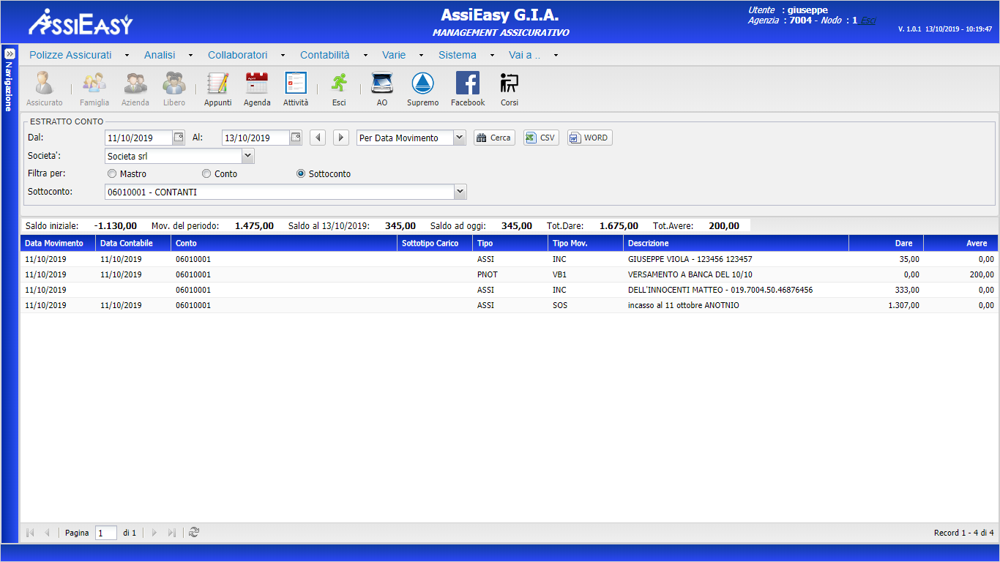 AssiEasy
AssiEasy G.I.A.
MANAGEMENT ASSICURATIVO
Utente : giuseppe
Agenzia : 7004 - Nodo : 1 Esci
V. 1.0.1 13/10/2019 - 10:19:47
Navigazione
Polizze Assicurati Analisi Collaboratori Contabilità Varie Sistema Vai a ..
Assicurato Famiglia Azienda Libero Appunti Agenda Attività Esci AO Supremo Facebook Corsi
ESTRATTO CONTO
Dal: 11/10/2019 Al: 13/10/2019 Per Data Movimento Cerca CSV WORD
Societa': Societa srl
Filtra per: Mastro Conto Sottoconto
Sottoconto: 06010001 - CONTANTI
Saldo iniziale: -1.130,00 Mov. del periodo: 1.475,00 Saldo al 13/10/2019: 345,00 Saldo ad oggi: 345,00 Tot.Dare: 1.675,00 Tot.Avere: 200,00
Data Movimento Data Contabile Conto Sottotipo Carico Tipo Tipo Mov. Descrizione Dare Avere
11/10/2019 11/10/2019 06010001 ASSI INC GIUSEPPE VIOLA - 123456 123457 35,00 0,00
11/10/2019 11/10/2019 06010001 PNOT VB1 VERSAMENTO A BANCA DEL 10/10 0,00 200,00
11/10/2019 06010001 ASSI INC DELL'INNOCENTI MATTEO - 019.7004.50.46876456 333,00 0,00
11/10/2019 11/10/2019 06010001 ASSI SOS incasso al 11 ottobre ANOTNIO 1.307,00 0,00
Pagina 1 di 1 Record 1 - 4 di 4